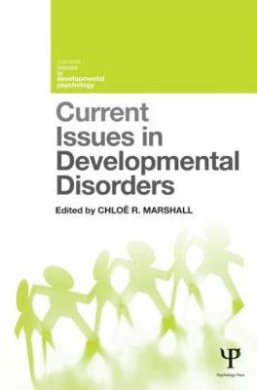 current
issues
in
developmental
psychology
Current
Issues in
Developmental
Disorders
Edited by CHLOË R. MARSHALL
Ψ
Psychology Press